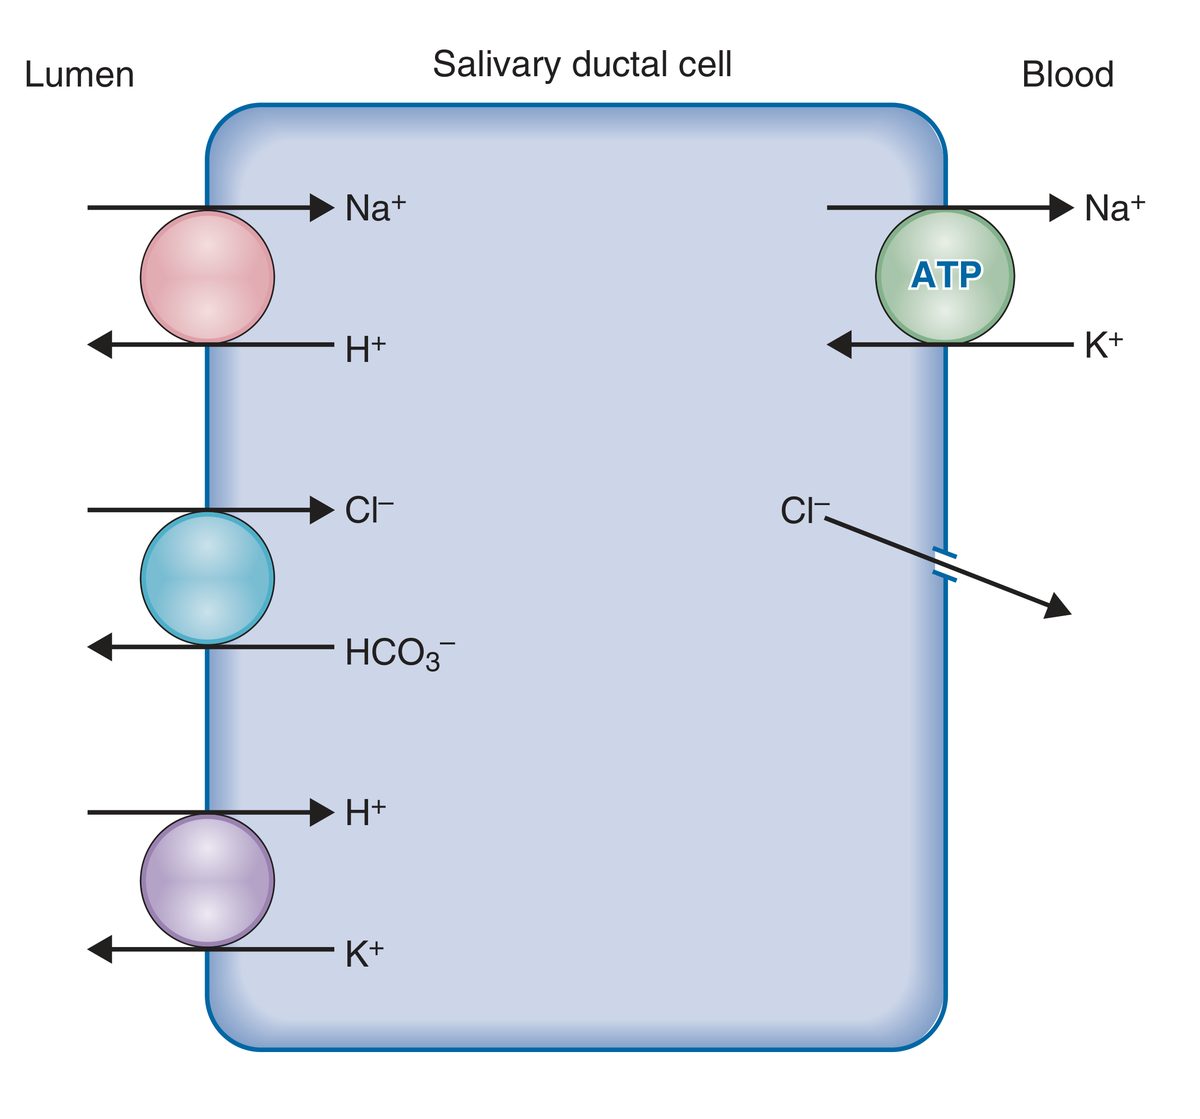 Lumen
Salivary ductal cell
Blood
Na⁺
Na⁺
ATP
H⁺
K⁺
Cl⁻
Cl⁻
HCO₃⁻
H⁺
K⁺